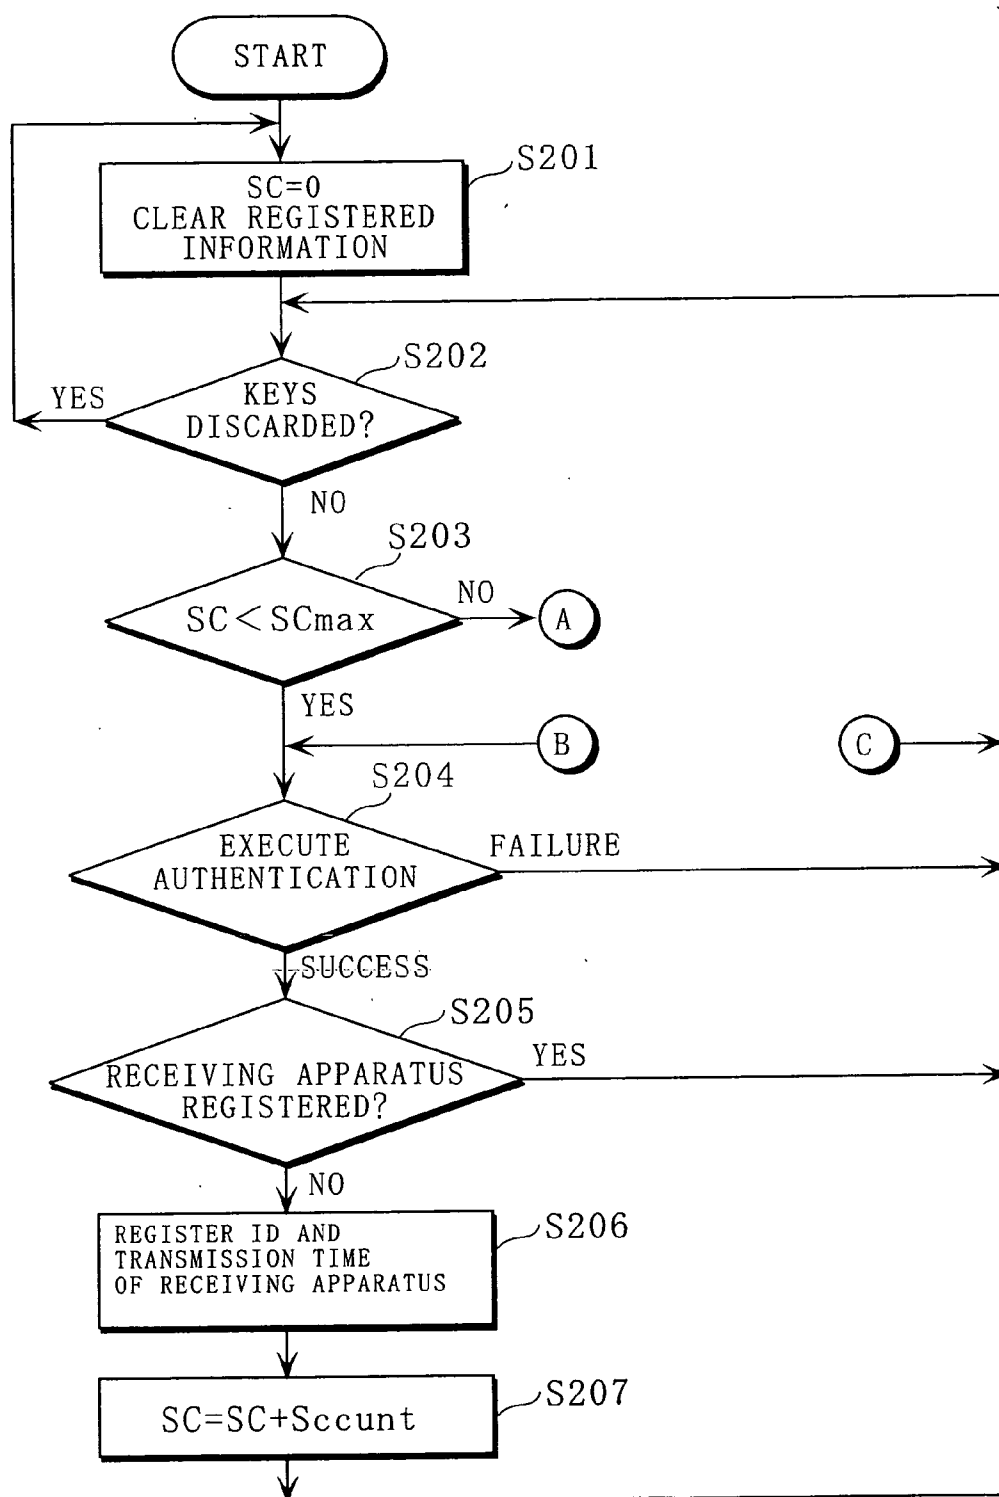 START
S201
SC=0
CLEAR REGISTERED
INFORMATION
S202
YES
KEYS
DISCARDED?
NO
S203
SC<SCmax
NO
A
YES
B
C
S204
EXECUTE
AUTHENTICATION
FAILURE
SUCCESS
S205
RECEIVING APPARATUS
REGISTERED?
YES
NO
S206
REGISTER ID AND
TRANSMISSION TIME
OF RECEIVING APPARATUS
S207
SC=SC+Sccunt